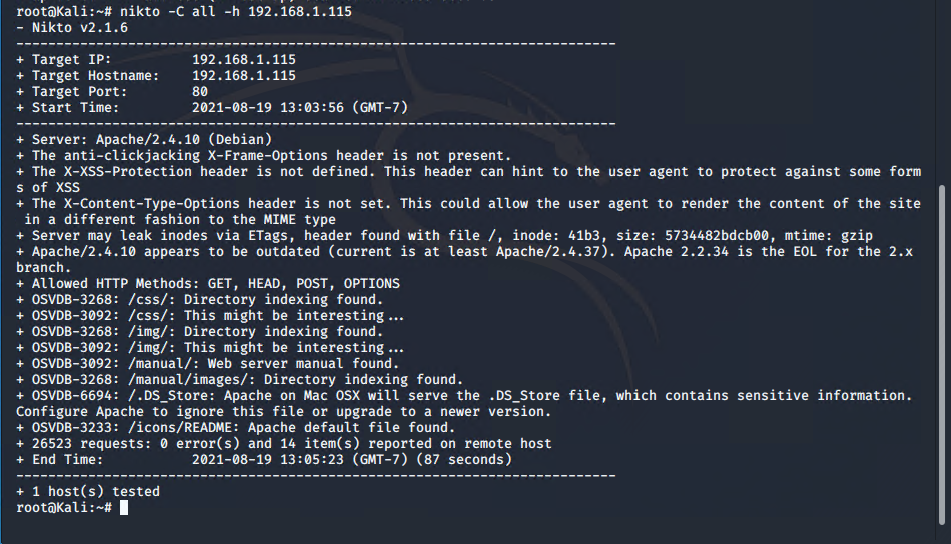 root@Kali:~# nikto -C all -h 192.168.1.115
- Nikto v2.1.6
---------------------------------------------------------------------------
+ Target IP:          192.168.1.115
+ Target Hostname:    192.168.1.115
+ Target Port:        80
+ Start Time:         2021-08-19 13:03:56 (GMT-7)
---------------------------------------------------------------------------
+ Server: Apache/2.4.10 (Debian)
+ The anti-clickjacking X-Frame-Options header is not present.
+ The X-XSS-Protection header is not defined. This header can hint to the user agent to protect against some form
s of XSS
+ The X-Content-Type-Options header is not set. This could allow the user agent to render the content of the site
 in a different fashion to the MIME type
+ Server may leak inodes via ETags, header found with file /, inode: 41b3, size: 5734482bdcb00, mtime: gzip
+ Apache/2.4.10 appears to be outdated (current is at least Apache/2.4.37). Apache 2.2.34 is the EOL for the 2.x
branch.
+ Allowed HTTP Methods: GET, HEAD, POST, OPTIONS
+ OSVDB-3268: /css/: Directory indexing found.
+ OSVDB-3092: /css/: This might be interesting...
+ OSVDB-3268: /img/: Directory indexing found.
+ OSVDB-3092: /img/: This might be interesting...
+ OSVDB-3092: /manual/: Web server manual found.
+ OSVDB-3268: /manual/images/: Directory indexing found.
+ OSVDB-6694: /.DS_Store: Apache on Mac OSX will serve the .DS_Store file, which contains sensitive information.
Configure Apache to ignore this file or upgrade to a newer version.
+ OSVDB-3233: /icons/README: Apache default file found.
+ 26523 requests: 0 error(s) and 14 item(s) reported on remote host
+ End Time:           2021-08-19 13:05:23 (GMT-7) (87 seconds)
---------------------------------------------------------------------------
+ 1 host(s) tested
root@Kali:~#